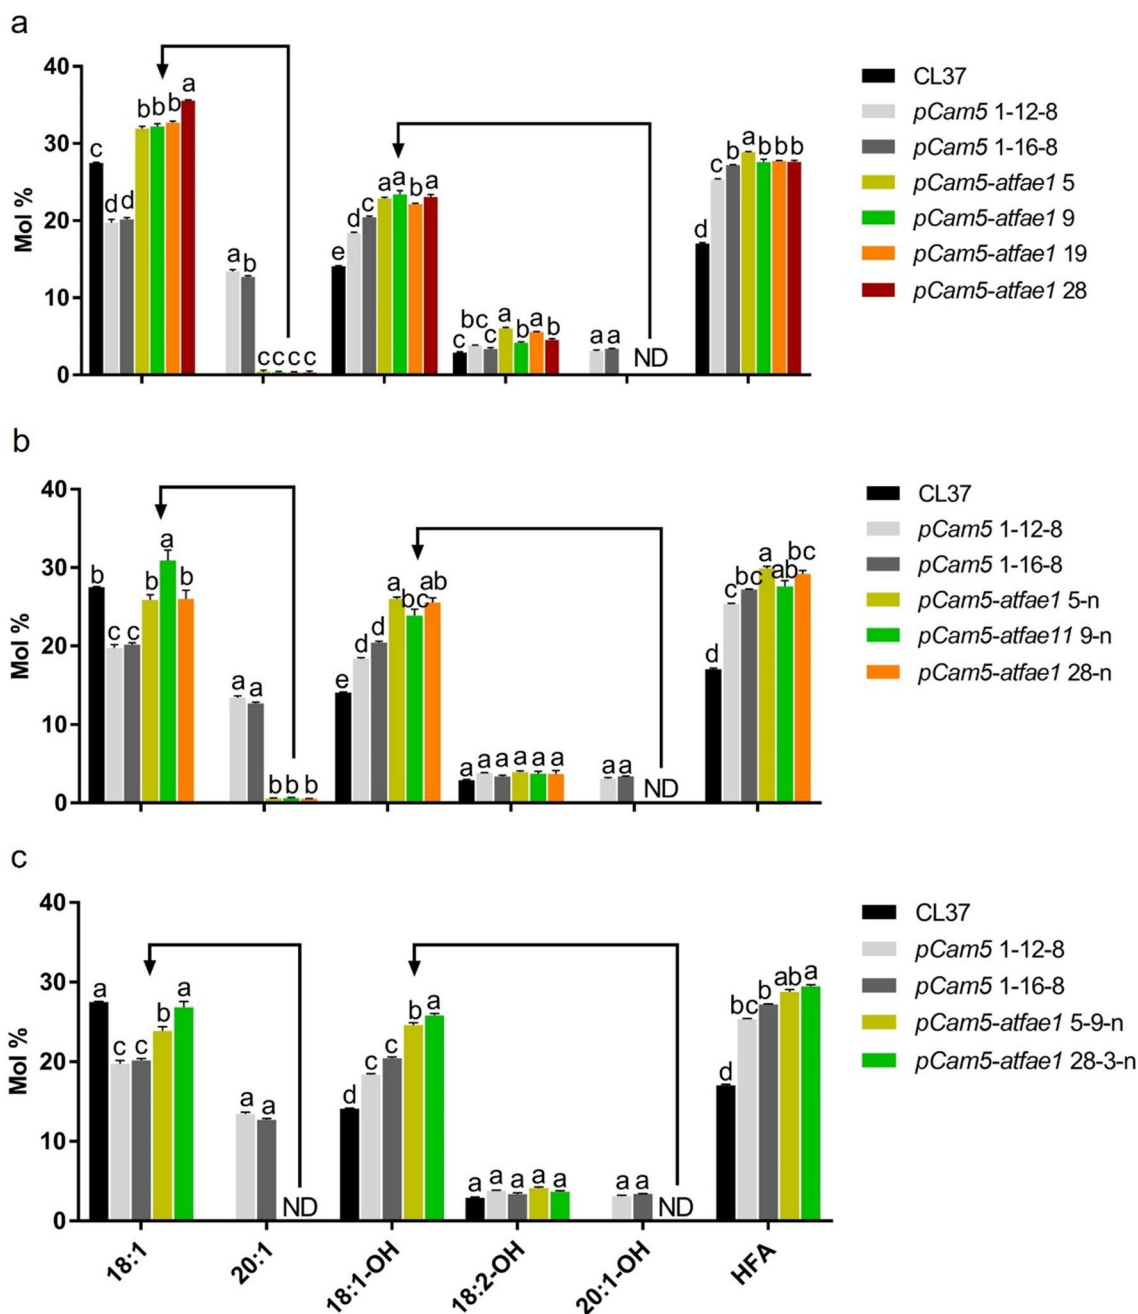 a
40
30
20
10
0
Mol %
c
d d
b b b a
a b
c c c c
e d c a a b a
c bc c a b a b
a a ND
d c b a b b b
CL37
pCam5 1-12-8
pCam5 1-16-8
pCam5-atfae1 5
pCam5-atfae1 9
pCam5-atfae1 19
pCam5-atfae1 28
b
40
30
20
10
0
Mol %
b c c b a b
a a b b b
e d d a bc ab
a a a a a a
a a ND
d c bc a ab bc
CL37
pCam5 1-12-8
pCam5 1-16-8
pCam5-atfae1 5-n
pCam5-atfae11 9-n
pCam5-atfae1 28-n
c
40
30
20
10
0
Mol %
a c c b a
a a ND
d c c b a
a a a a a
a a ND
d bc b ab a
CL37
pCam5 1-12-8
pCam5 1-16-8
pCam5-atfae1 5-9-n
pCam5-atfae1 28-3-n
18:1
20:1
18:1-OH
18:2-OH
20:1-OH
HFA